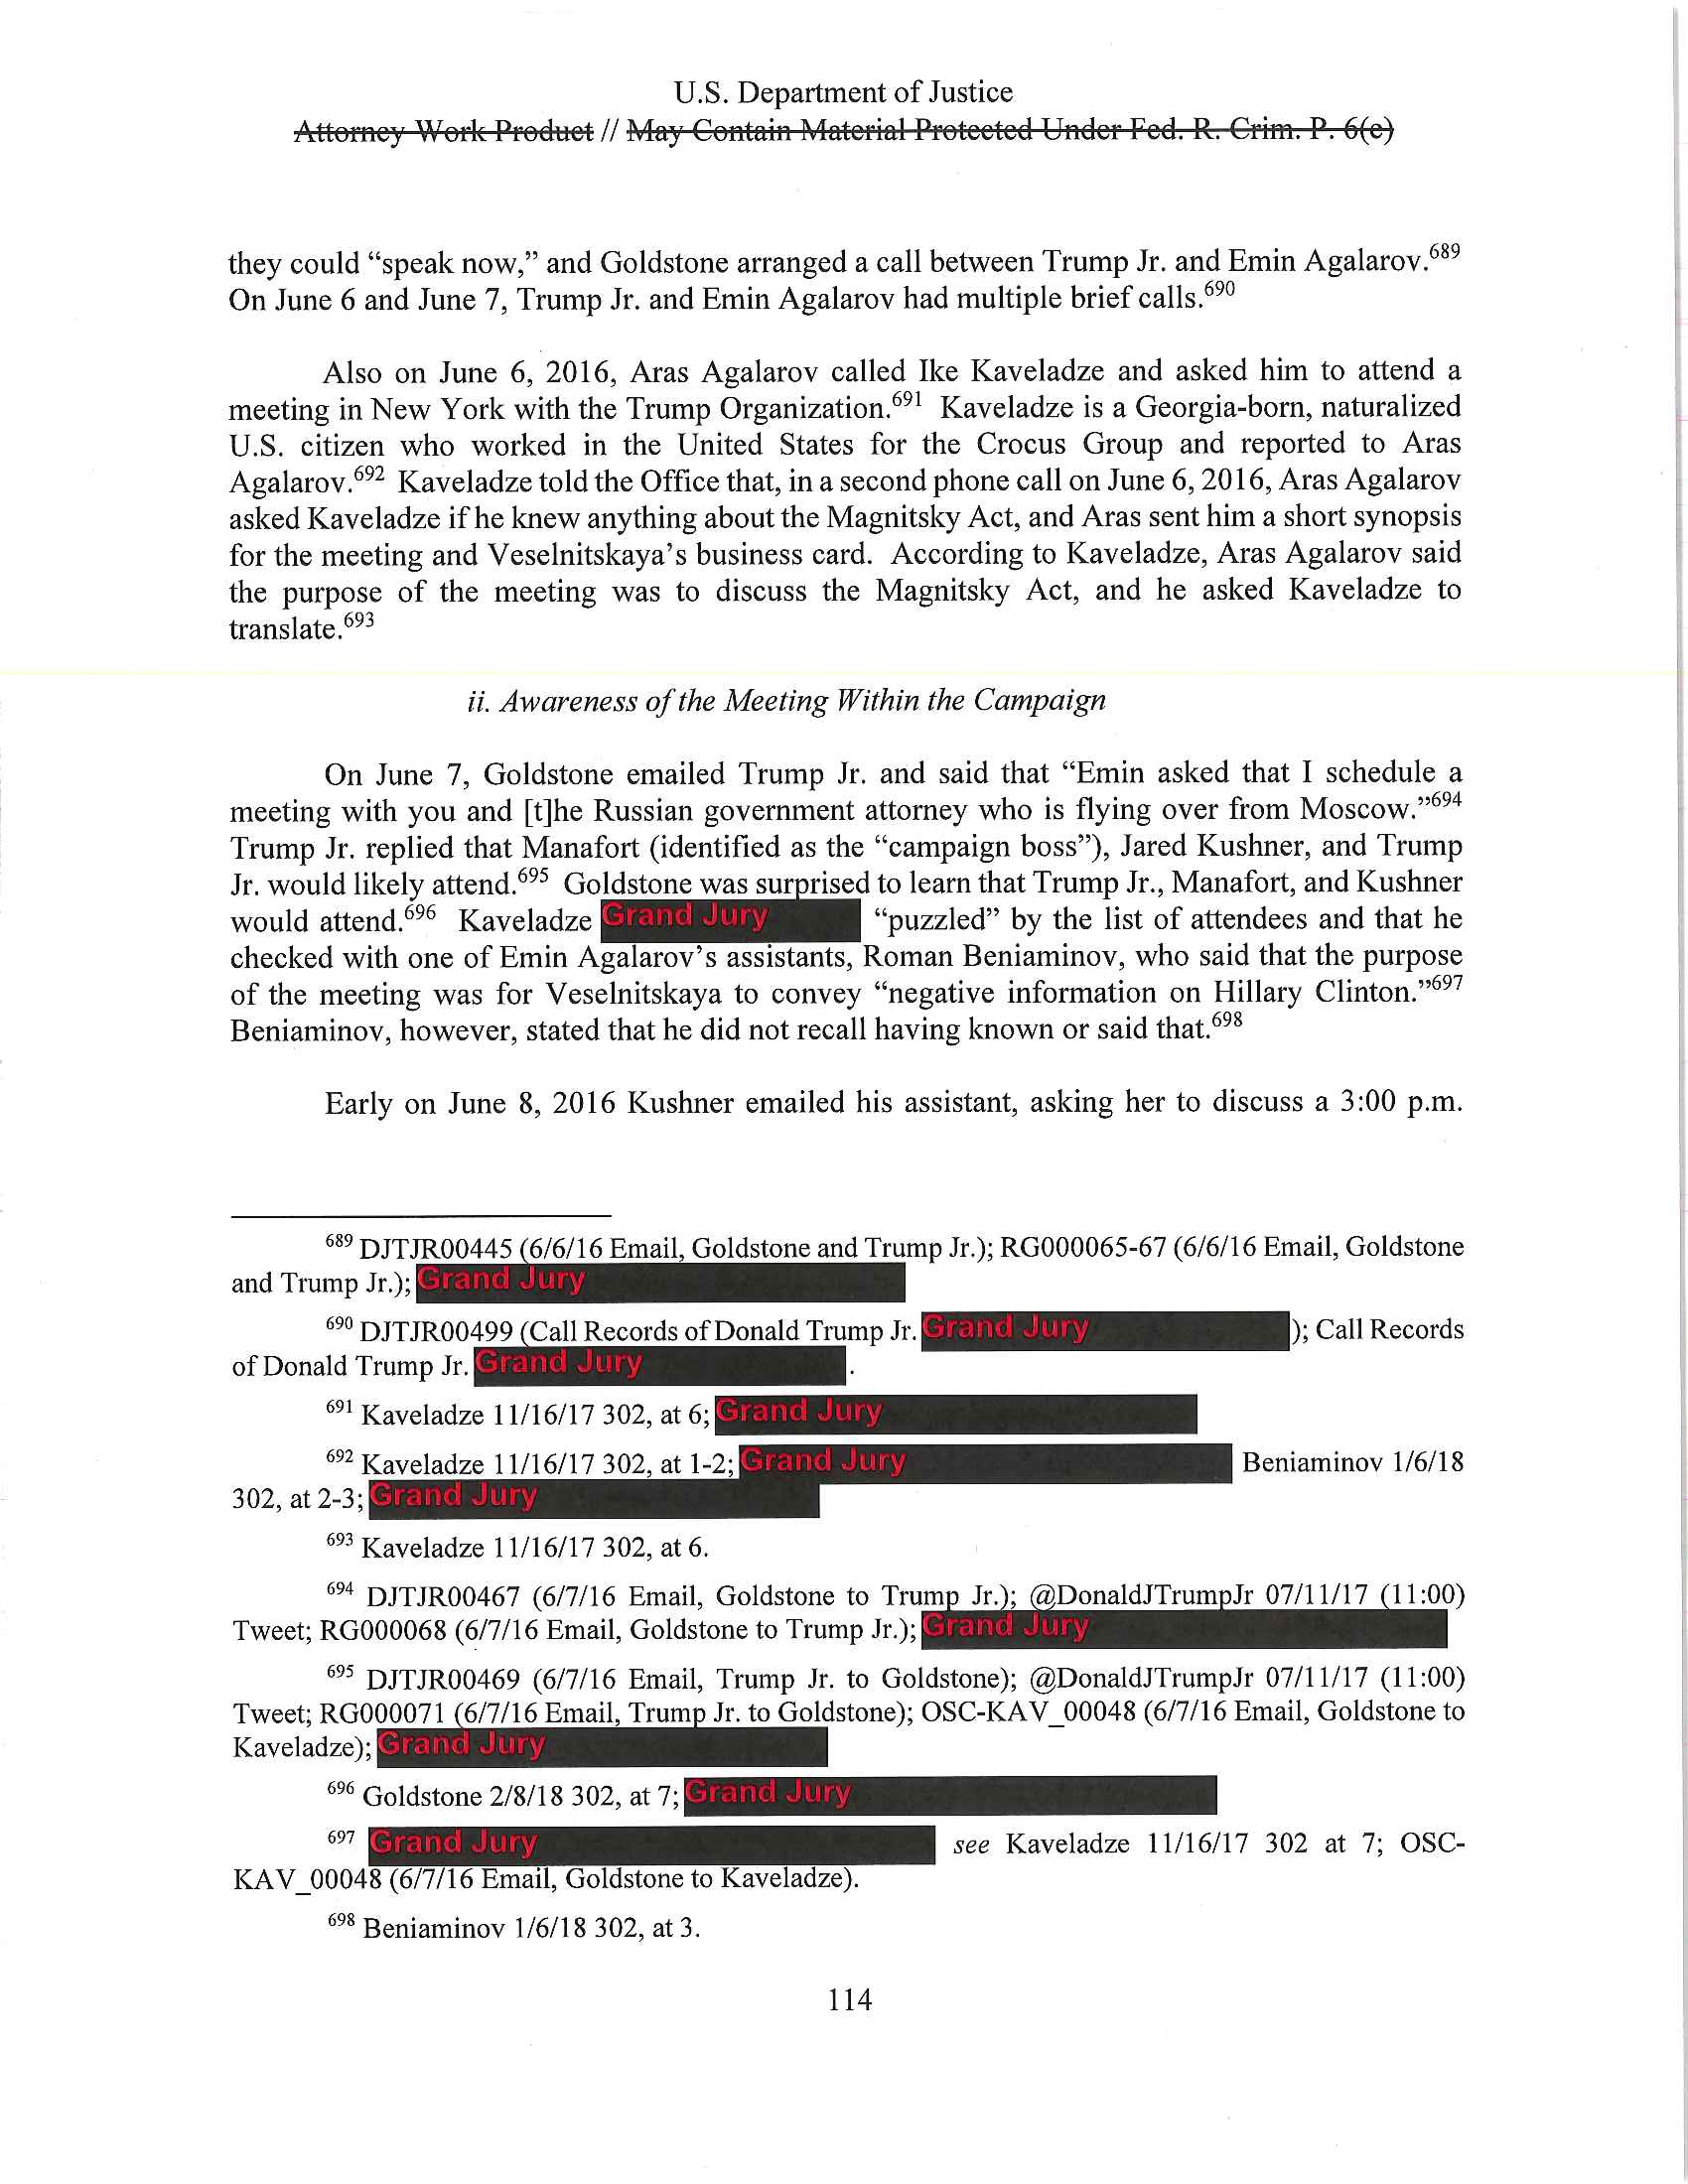 U.S. Department of Justice
Attorney Work Product // May Contain Material Protected Under Fed. R. Crim. P. 6(e)
they could “speak now,” and Goldstone arranged a call between Trump Jr. and Emin Agalarov.689
On June 6 and June 7, Trump Jr. and Emin Agalarov had multiple brief calls.690
Also on June 6, 2016, Aras Agalarov called Ike Kaveladze and asked him to attend a
meeting in New York with the Trump Organization.691 Kaveladze is a Georgia-born, naturalized
U.S. citizen who worked in the United States for the Crocus Group and reported to Aras
Agalarov.692 Kaveladze told the Office that, in a second phone call on June 6, 2016, Aras Agalarov
asked Kaveladze if he knew anything about the Magnitsky Act, and Aras sent him a short synopsis
for the meeting and Veselnitskaya’s business card. According to Kaveladze, Aras Agalarov said
the purpose of the meeting was to discuss the Magnitsky Act, and he asked Kaveladze to
translate.693
ii. Awareness of the Meeting Within the Campaign
On June 7, Goldstone emailed Trump Jr. and said that “Emin asked that I schedule a
meeting with you and [t]he Russian government attorney who is flying over from Moscow.”694
Trump Jr. replied that Manafort (identified as the “campaign boss”), Jared Kushner, and Trump
Jr. would likely attend.695 Goldstone was surprised to learn that Trump Jr., Manafort, and Kushner
would attend.696 Kaveladze Grand Jury “puzzled” by the list of attendees and that he
checked with one of Emin Agalarov’s assistants, Roman Beniaminov, who said that the purpose
of the meeting was for Veselnitskaya to convey “negative information on Hillary Clinton.”697
Beniaminov, however, stated that he did not recall having known or said that.698
Early on June 8, 2016 Kushner emailed his assistant, asking her to discuss a 3:00 p.m.
689 DJTJR00445 (6/6/16 Email, Goldstone and Trump Jr.); RG000065-67 (6/6/16 Email, Goldstone
and Trump Jr.); Grand Jury
690 DJTJR00499 (Call Records of Donald Trump Jr. Grand Jury ); Call Records
of Donald Trump Jr. Grand Jury .
691 Kaveladze 11/16/17 302, at 6; Grand Jury
692 Kaveladze 11/16/17 302, at 1-2; Grand Jury Beniaminov 1/6/18
302, at 2-3; Grand Jury
693 Kaveladze 11/16/17 302, at 6.
694 DJTJR00467 (6/7/16 Email, Goldstone to Trump Jr.); @DonaldJTrumpJr 07/11/17 (11:00)
Tweet; RG000068 (6/7/16 Email, Goldstone to Trump Jr.); Grand Jury
695 DJTJR00469 (6/7/16 Email, Trump Jr. to Goldstone); @DonaldJTrumpJr 07/11/17 (11:00)
Tweet; RG000071 (6/7/16 Email, Trump Jr. to Goldstone); OSC-KAV_00048 (6/7/16 Email, Goldstone to
Kaveladze); Grand Jury
696 Goldstone 2/8/18 302, at 7; Grand Jury
697 Grand Jury see Kaveladze 11/16/17 302 at 7; OSC-
KAV_00048 (6/7/16 Email, Goldstone to Kaveladze).
698 Beniaminov 1/6/18 302, at 3.
114